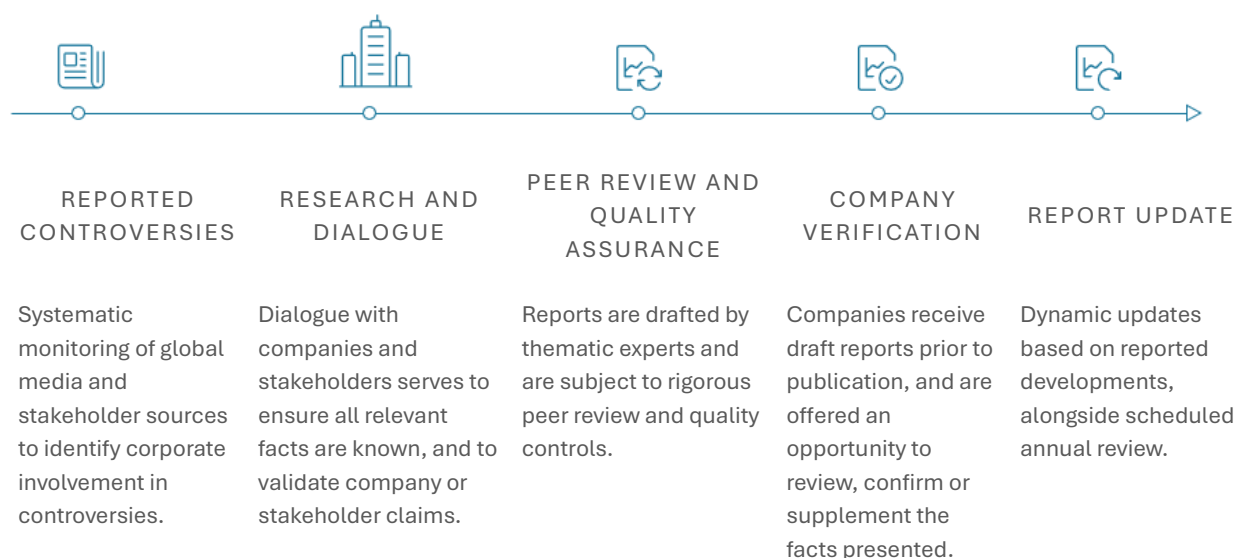 REPORTED
CONTROVERSIES
RESEARCH AND
DIALOGUE
PEER REVIEW AND
QUALITY
ASSURANCE
COMPANY
VERIFICATION
REPORT UPDATE
Systematic
monitoring of global
media and
stakeholder sources
to identify corporate
involvement in
controversies.
Dialogue with
companies and
stakeholders serves to
ensure all relevant
facts are known, and to
validate company or
stakeholder claims.
Reports are drafted by
thematic experts and
are subject to rigorous
peer review and quality
controls.
Companies receive
draft reports prior to
publication, and are
offered an
opportunity to
review, confirm or
supplement the
facts presented.
Dynamic updates
based on reported
developments,
alongside scheduled
annual review.